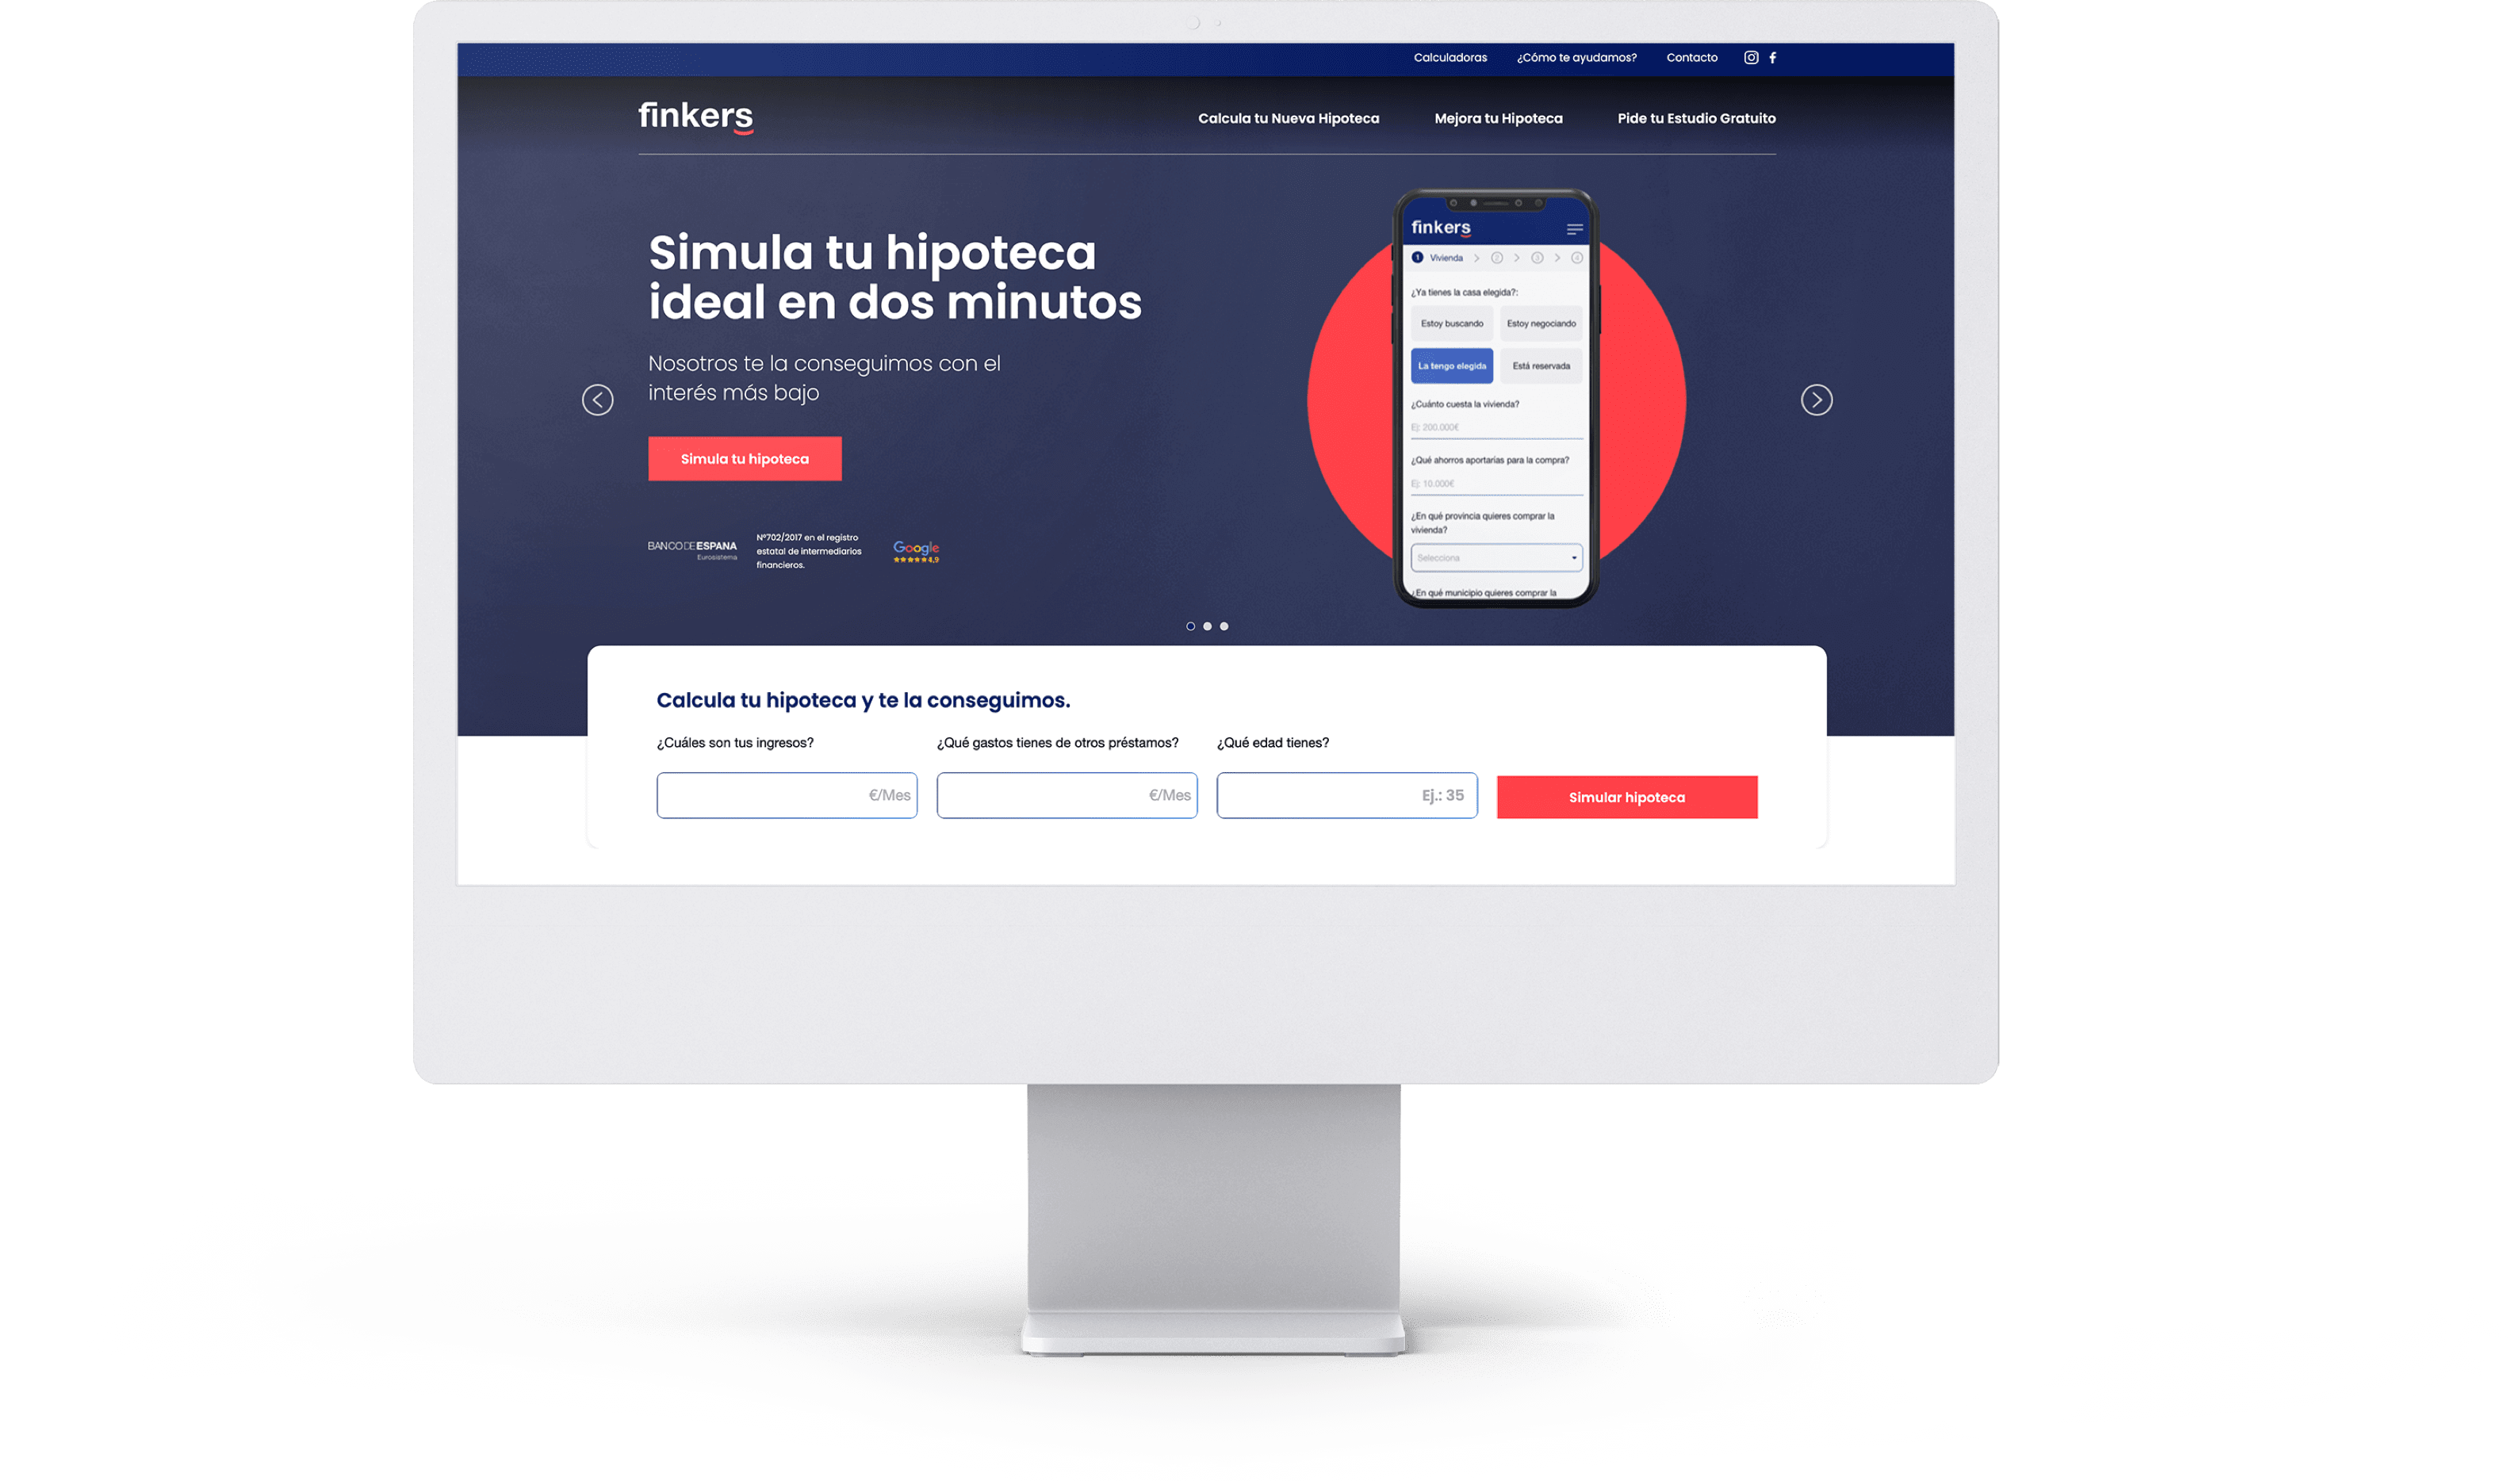 Calculadoras ¿Cómo te ayudamos? Contacto
finkers
Calcula tu Nueva Hipoteca Mejora tu Hipoteca Pide tu Estudio Gratuito
Simula tu hipoteca
ideal en dos minutos
Nosotros te la conseguimos con el
interés más bajo
Simula tu hipoteca
BANCODEESPANA
Eurosistema
Nº702/2017 en el registro
estatal de intermediarios
financieros.
Google
4,9
finkers
1 Vivienda 2 3 4
¿Ya tienes la casa elegida?:
Estoy buscando Estoy negociando
La tengo elegida Está reservada
¿Cuánto cuesta la vivienda?
Ej: 200.000€
¿Qué ahorros aportarías para la compra?
Ej: 10.000€
¿En qué provincia quieres comprar la
vivienda?
Selecciona
¿En qué municipio quieres comprar la
Calcula tu hipoteca y te la conseguimos.
¿Cuáles son tus ingresos? ¿Qué gastos tienes de otros préstamos? ¿Qué edad tienes?
€/Mes €/Mes Ej.: 35 Simular hipoteca